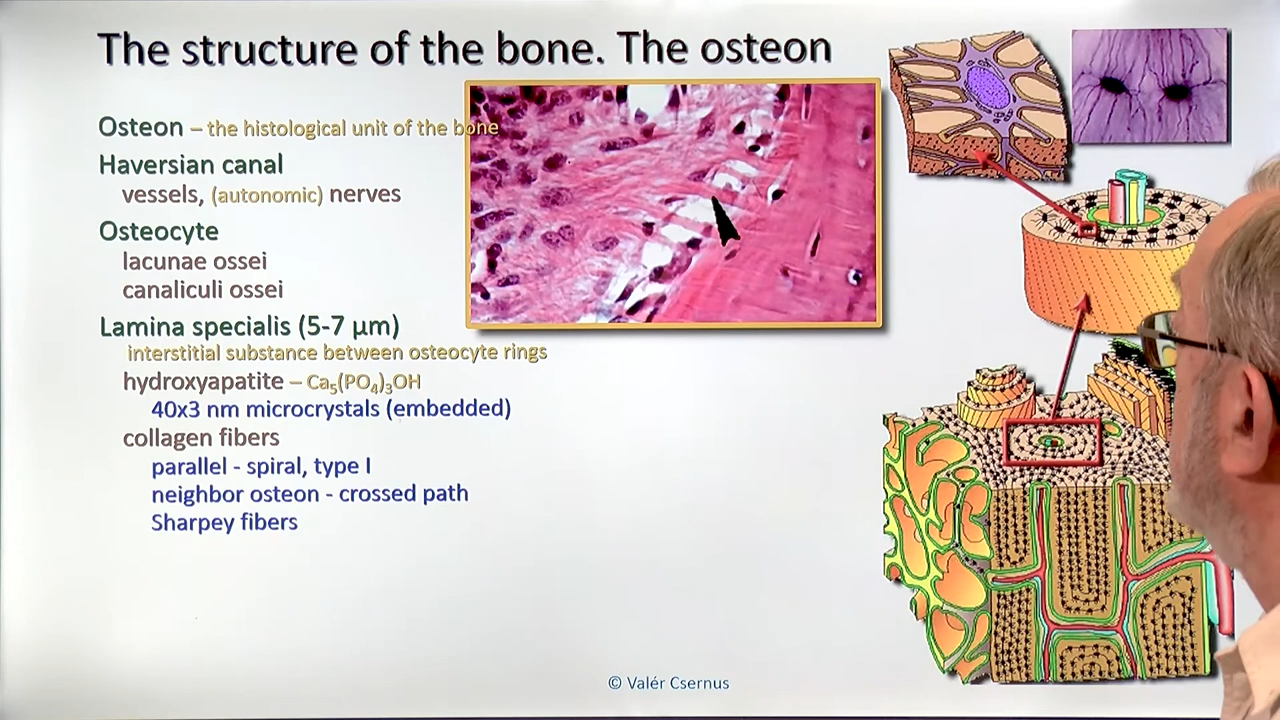 The structure of the bone. The osteon
Osteon – the histological unit of the bone
Haversian canal
vessels, (autonomic) nerves
Osteocyte
lacunae ossei
canaliculi ossei
Lamina specialis (5-7 µm)
interstitial substance between osteocyte rings
hydroxyapatite – Ca₅(PO₄)₃OH
40x3 nm microcrystals (embedded)
collagen fibers
parallel - spiral, type I
neighbor osteon - crossed path
Sharpey fibers
© Valér Csernus